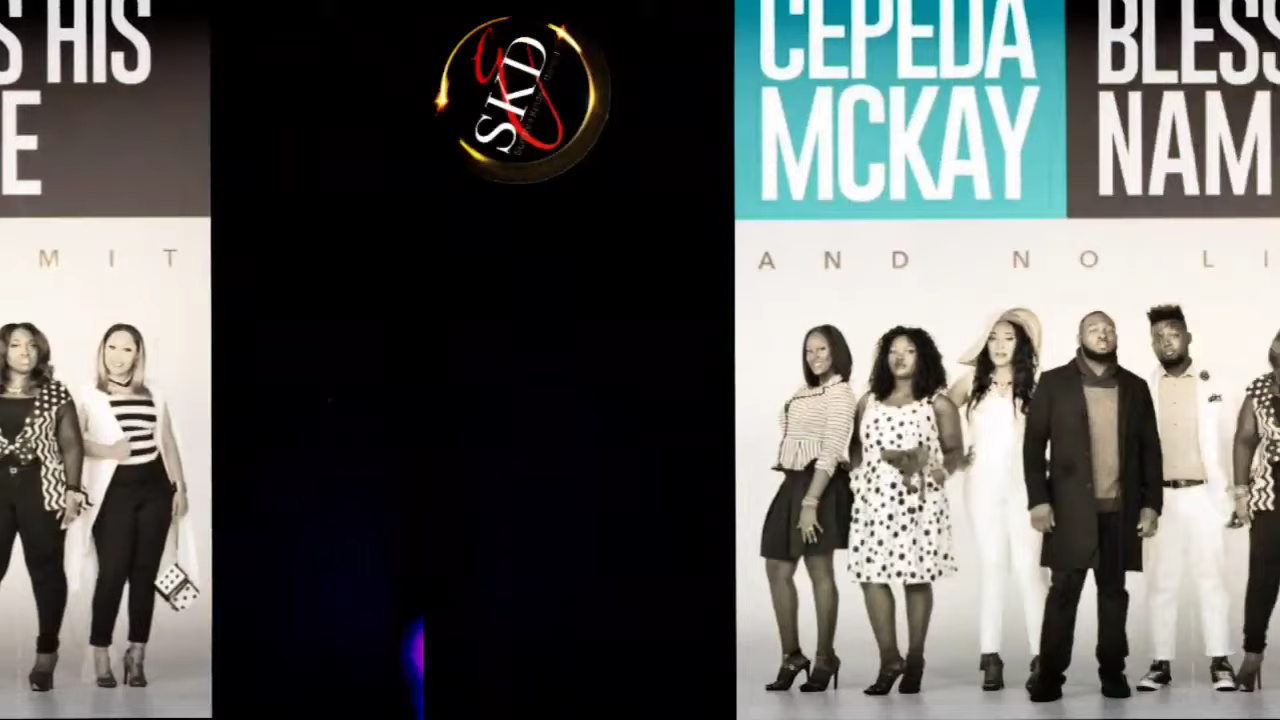 S HIS
E
M I T
SKD
CEPEDA
MCKAY
BLESS
NAM
A N D   N O   L I